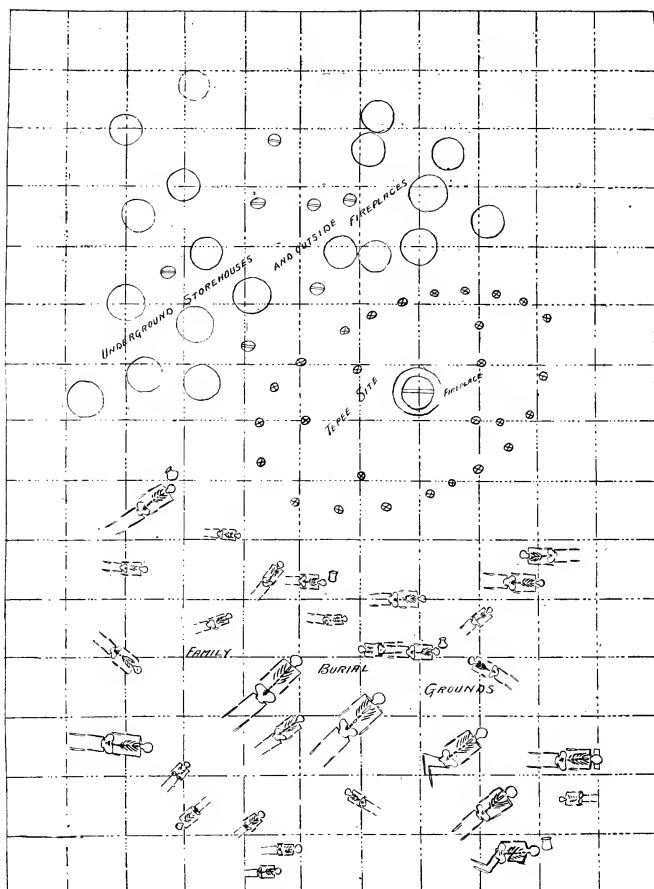 UNDERGROUND STOREHOUSES AND OUTSIDE FIREPLACES
TEPEE SITE
FIREPLACE
FAMILY BURIAL GROUNDS